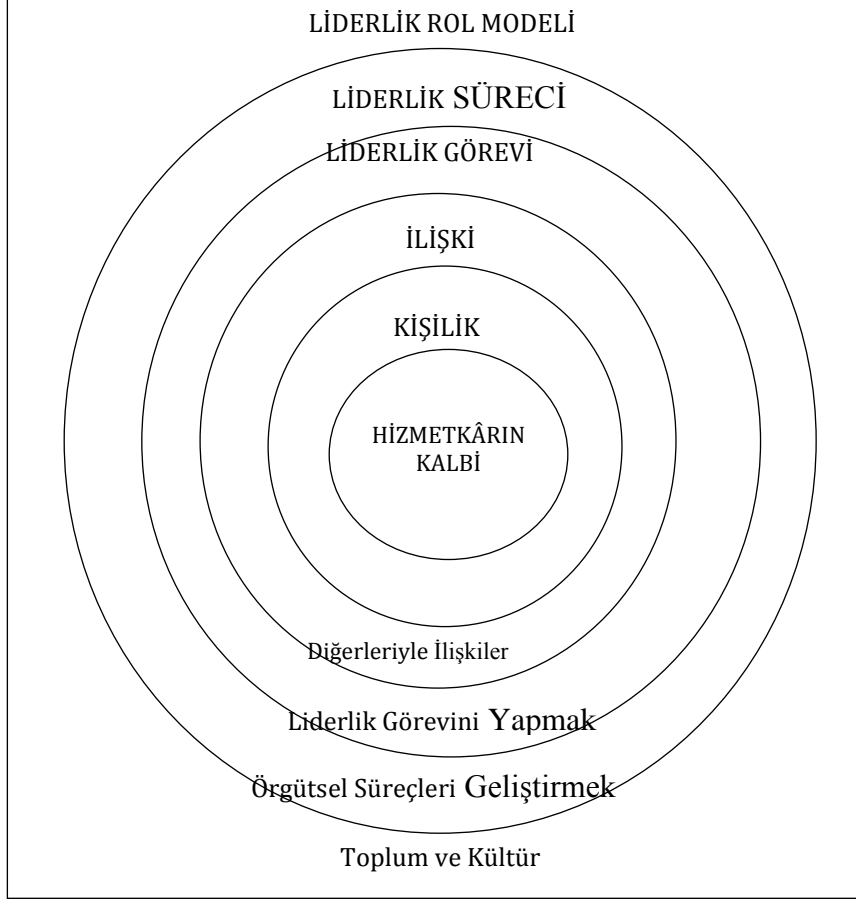 LİDERLİK ROL MODELİ
LİDERLİK SÜRECİ
LİDERLİK GÖREVİ
İLİŞKİ
KİŞİLİK
HİZMETKÂRIN
KALBİ
Diğerleriyle İlişkiler
Liderlik Görevini Yapmak
Örgütsel Süreçleri Geliştirmek
Toplum ve Kültür